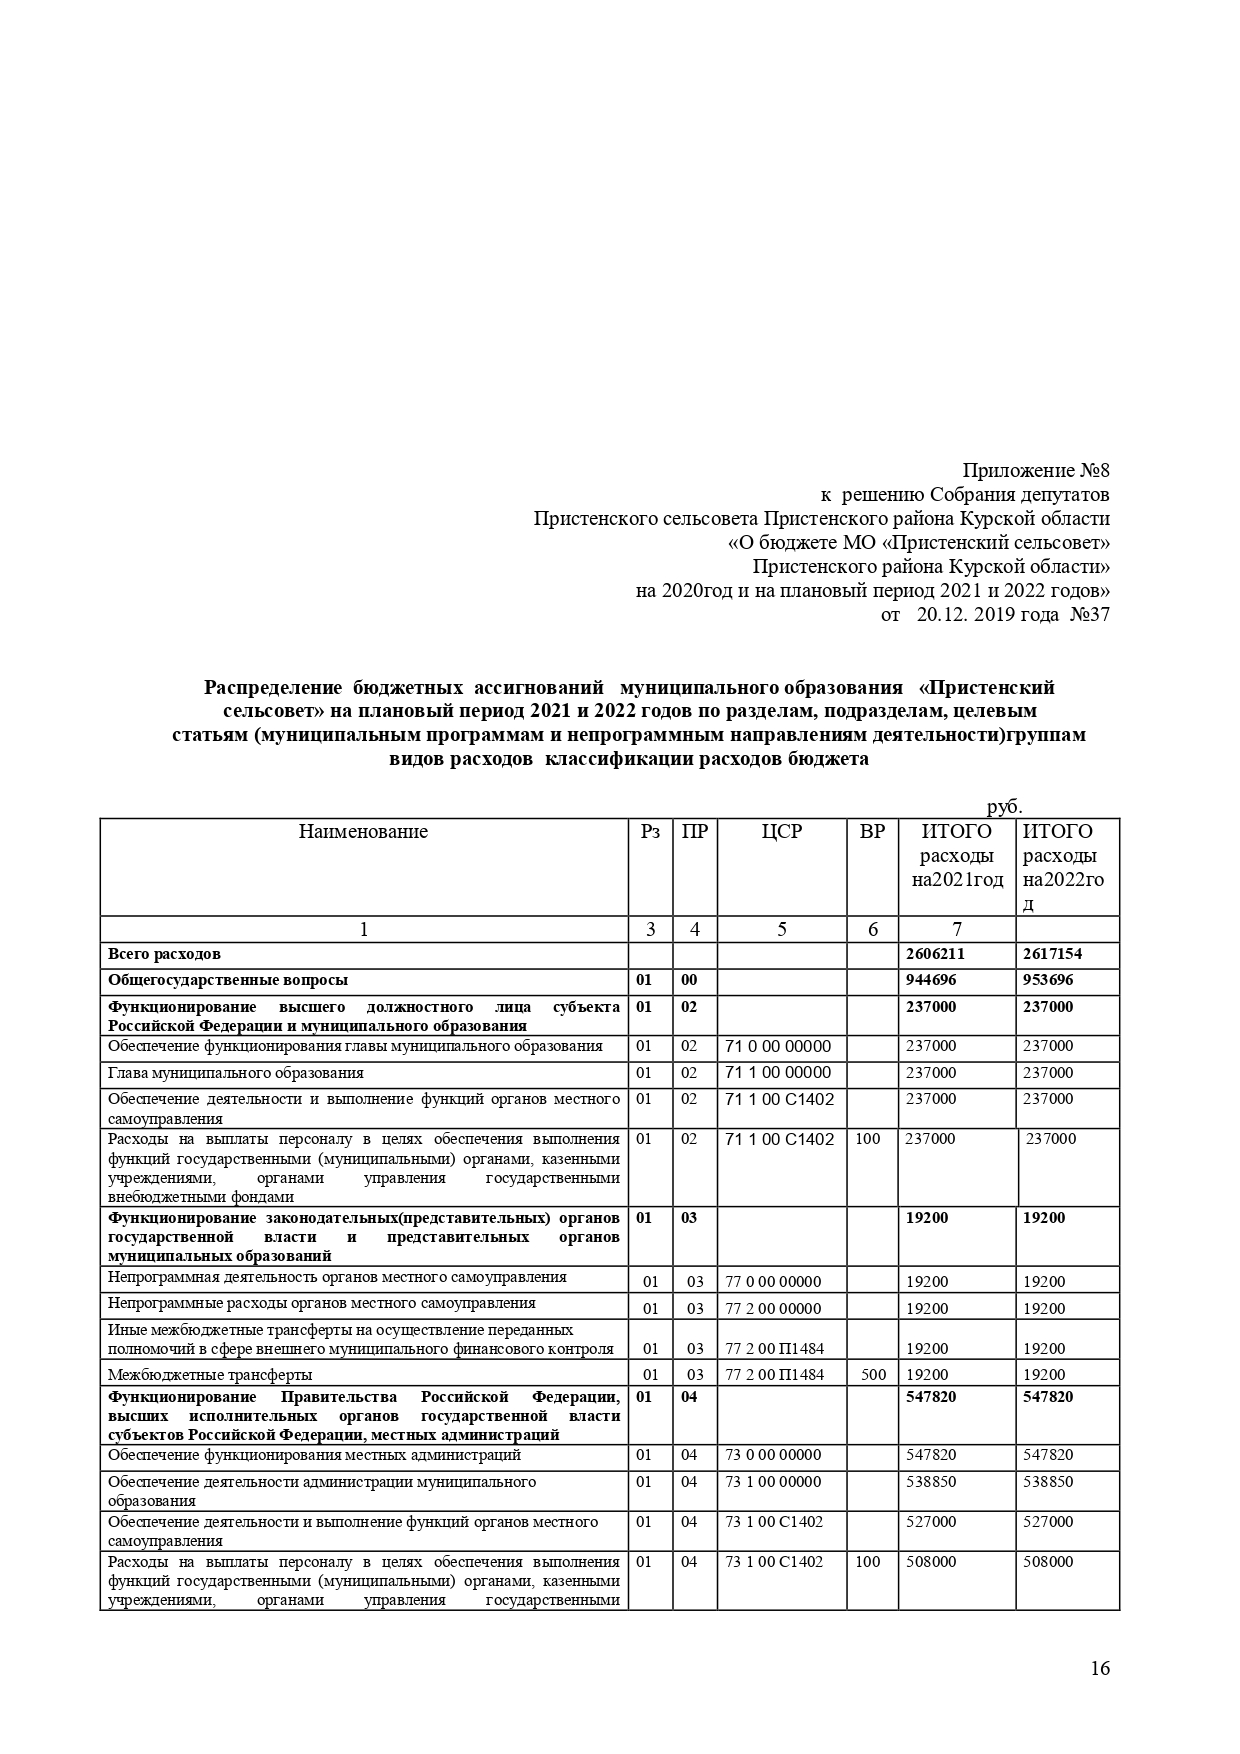 Приложение №8
к решению Собрания депутатов
Пристенского сельсовета Пристенского района Курской области
«О бюджете МО «Пристенский сельсовет»
Пристенского района Курской области»
на 2020год и на плановый период 2021 и 2022 годов»
от 20.12. 2019 года №37
Распределение бюджетных ассигнований муниципального образования «Пристенский
сельсовет» на плановый период 2021 и 2022 годов по разделам, подразделам, целевым
статьям (муниципальным программам и непрограммным направлениям деятельности)группам
видов расходов классификации расходов бюджета
руб.
Наименование Рз ПР ЦСР ВР ИТОГО ИТОГО
расходы расходы
на2021год на2022го
д
1 3 4 5 6 7
Всего расходов 2606211 2617154
Общегосударственные вопросы 01 00 944696 953696
Функционирование высшего должностного лица субъекта 01 02 237000 237000
Российской Федерации и муниципального образования
Обеспечение функционирования главы муниципального образования 01 02 71 0 00 00000 237000 237000
Глава муниципального образования 01 02 71 1 00 00000 237000 237000
Обеспечение деятельности и выполнение функций органов местного 01 02 71 1 00 С1402 237000 237000
самоуправления
Расходы на выплаты персоналу в целях обеспечения выполнения 01 02 71 1 00 С1402 100 237000 237000
функций государственными (муниципальными) органами, казенными
учреждениями, органами управления государственными
внебюджетными фондами
Функционирование законодательных(представительных) органов 01 03 19200 19200
государственной власти и представительных органов
муниципальных образований
Непрограммная деятельность органов местного самоуправления 01 03 77 0 00 00000 19200 19200
Непрограммные расходы органов местного самоуправления 01 03 77 2 00 00000 19200 19200
Иные межбюджетные трансферты на осуществление переданных
полномочий в сфере внешнего муниципального финансового контроля 01 03 77 2 00 П1484 19200 19200
Межбюджетные трансферты 01 03 77 2 00 П1484 500 19200 19200
Функционирование Правительства Российской Федерации, 01 04 547820 547820
высших исполнительных органов государственной власти
субъектов Российской Федерации, местных администраций
Обеспечение функционирования местных администраций 01 04 73 0 00 00000 547820 547820
Обеспечение деятельности администрации муниципального 01 04 73 1 00 00000 538850 538850
образования
Обеспечение деятельности и выполнение функций органов местного 01 04 73 1 00 С1402 527000 527000
самоуправления
Расходы на выплаты персоналу в целях обеспечения выполнения 01 04 73 1 00 С1402 100 508000 508000
функций государственными (муниципальными) органами, казенными
учреждениями, органами управления государственными
16